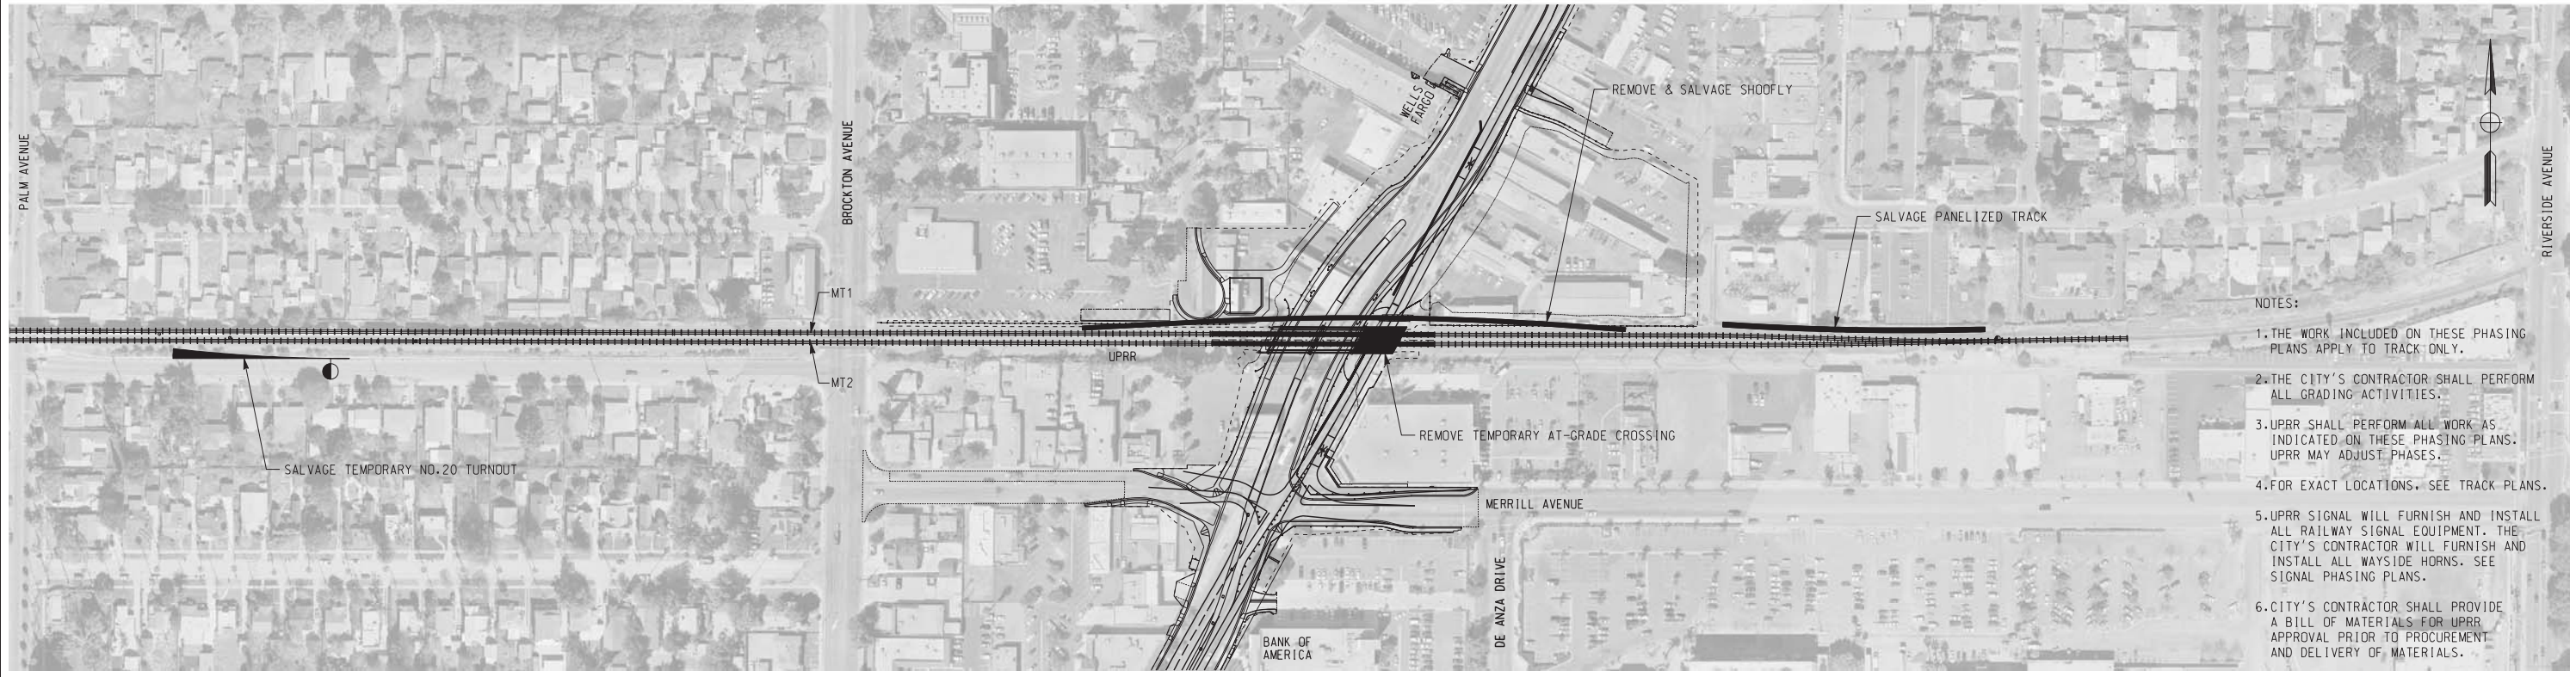 PALM AVENUE
BROCKTON AVENUE
WELLS
FARGO
REMOVE & SALVAGE SHOOFLY
SALVAGE PANELIZED TRACK
RIVERSIDE AVENUE
MT1
UPRR
MT2
REMOVE TEMPORARY AT-GRADE CROSSING
SALVAGE TEMPORARY NO.20 TURNOUT
MERRILL AVENUE
DE ANZA DRIVE
BANK OF
AMERICA
NOTES:
1.THE WORK INCLUDED ON THESE PHASING
PLANS APPLY TO TRACK ONLY.
2.THE CITY'S CONTRACTOR SHALL PERFORM
ALL GRADING ACTIVITIES.
3.UPRR SHALL PERFORM ALL WORK AS
INDICATED ON THESE PHASING PLANS.
UPRR MAY ADJUST PHASES.
4.FOR EXACT LOCATIONS, SEE TRACK PLANS.
5.UPRR SIGNAL WILL FURNISH AND INSTALL
ALL RAILWAY SIGNAL EQUIPMENT. THE
CITY'S CONTRACTOR WILL FURNISH AND
INSTALL ALL WAYSIDE HORNS. SEE
SIGNAL PHASING PLANS.
6.CITY'S CONTRACTOR SHALL PROVIDE
A BILL OF MATERIALS FOR UPRR
APPROVAL PRIOR TO PROCUREMENT
AND DELIVERY OF MATERIALS.